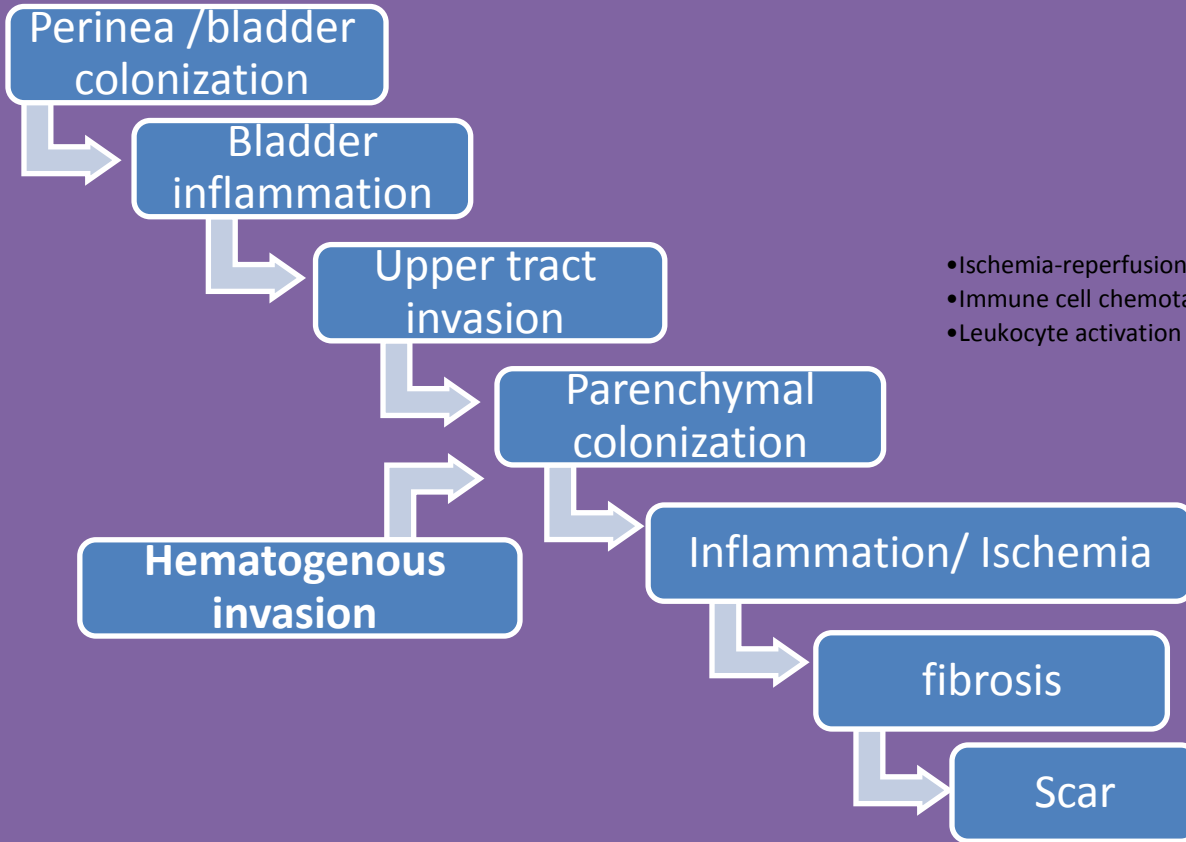 Perinea /bladder
colonization
Bladder
inflammation
Upper tract
invasion
•Ischemia-reperfusion
•Immune cell
•Leukocyte activation
Parenchymal
colonization
Hematogenous
invasion
Inflammation/ Ischemia
fibrosis
Scar